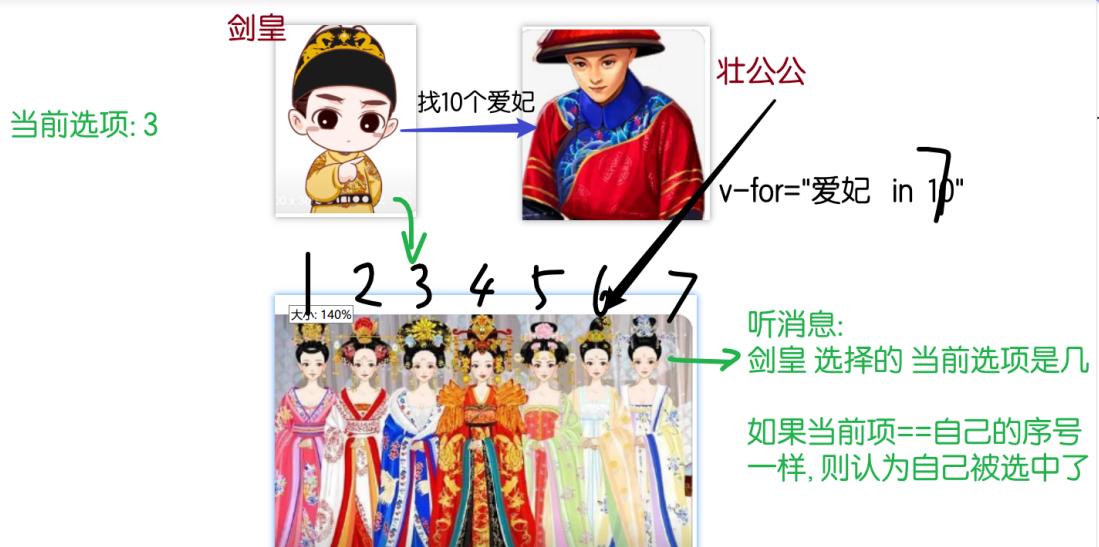 剑皇
找10个爱妃
壮公公
当前选项: 3
v-for="爱妃 in 10"
7
1 2 3 4 5 6 7
大小: 140%
听消息:
剑皇 选择的 当前选项是几
如果当前项==自己的序号
一样, 则认为自己被选中了